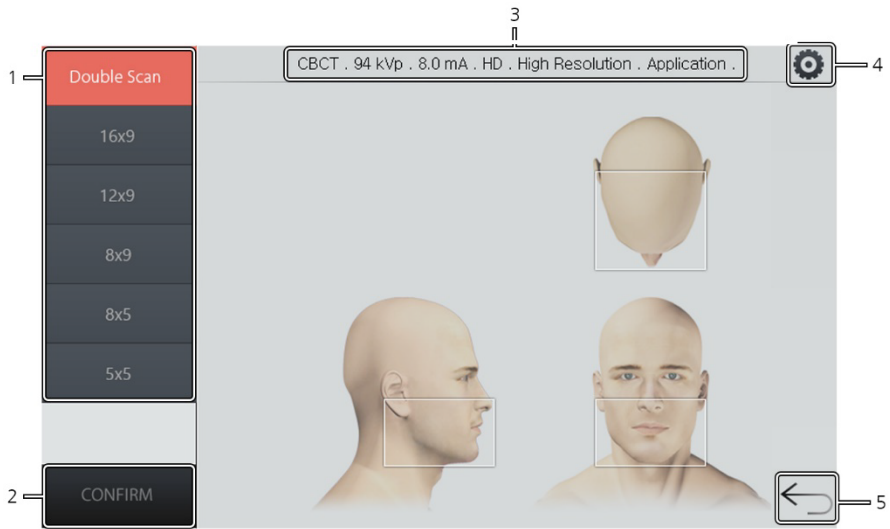 3
1
Double Scan
CBCT . 94 kVp . 8.0 mA . HD . High Resolution . Application .
4
16x9
12x9
8x9
8x5
5x5
2
CONFIRM
5